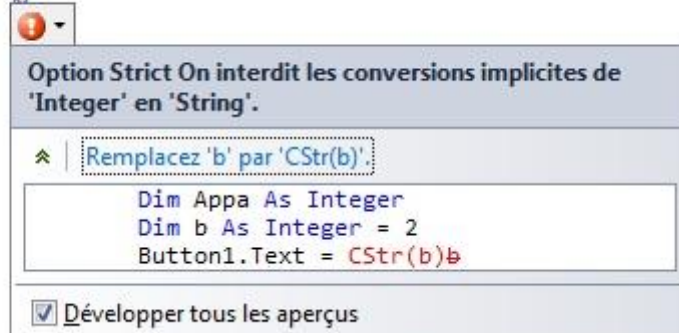 Option Strict On interdit les conversions implicites de
'Integer' en 'String'.
Remplacez 'b' par 'CStr(b)'.
Dim Appa As Integer
Dim b As Integer = 2
Button1.Text = CStr(b)b
Développer tous les aperçus